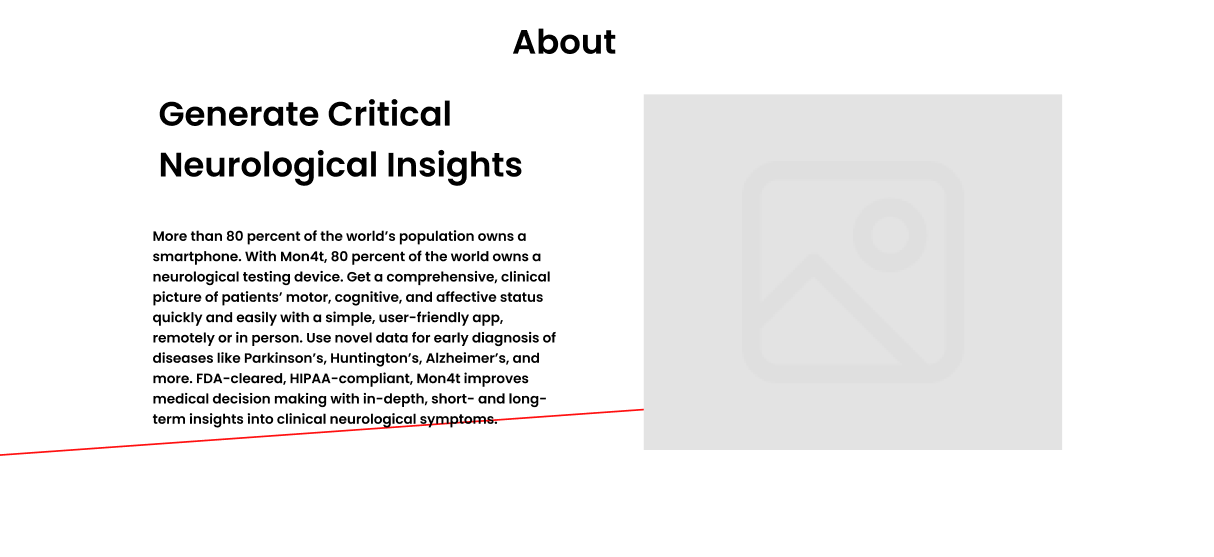 About
Generate Critical
Neurological Insights
More than 80 percent of the world’s population owns a
smartphone. With Mon4t, 80 percent of the world owns a
neurological testing device. Get a comprehensive, clinical
picture of patients’ motor, cognitive, and affective status
quickly and easily with a simple, user-friendly app,
remotely or in person. Use novel data for early diagnosis of
diseases like Parkinson’s, Huntington’s, Alzheimer’s, and
more. FDA-cleared, HIPAA-compliant, Mon4t improves
medical decision making with in-depth, short- and long-
term insights into clinical neurological symptoms.